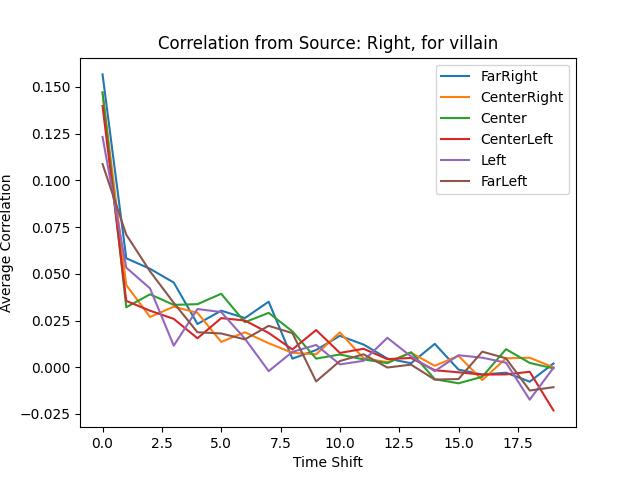 Correlation from Source: Right, for villain
FarRight
CenterRight
Center
CenterLeft
Left
FarLeft
0.150
0.125
0.100
0.075
0.050
0.025
0.000
−0.025
Average Correlation
0.0 2.5 5.0 7.5 10.0 12.5 15.0 17.5
Time Shift